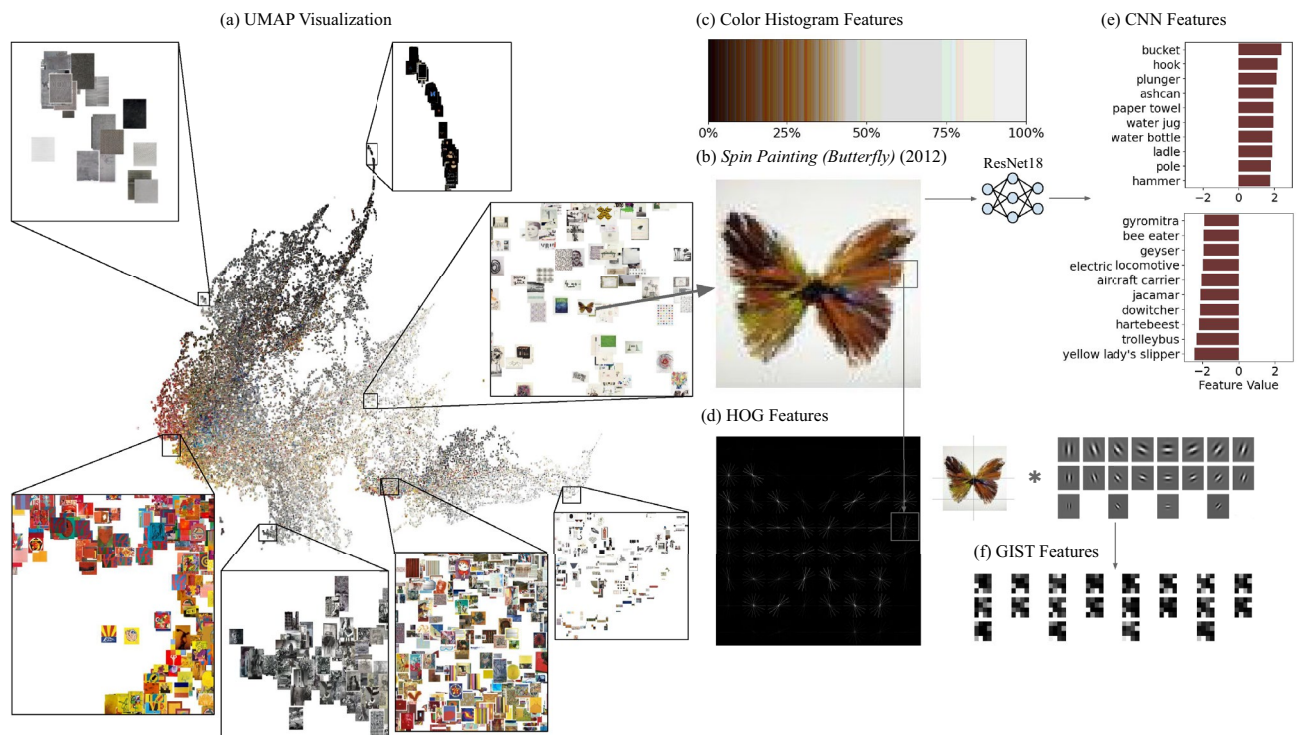 (a) UMAP Visualization
(c) Color Histogram Features
0% 25% 50% 75% 100%
(b) Spin Painting (Butterfly) (2012)
ResNet18
(e) CNN Features
bucket
hook
plunger
ashcan
paper towel
water jug
water bottle
ladle
pole
hammer
−2 0 2
gyromitra
bee eater
geyser
electric locomotive
aircraft carrier
jacamar
dowitcher
hartebeest
trolleybus
yellow lady's slipper
−2 0 2
Feature Value
(d) HOG Features
*
(f) GIST Features